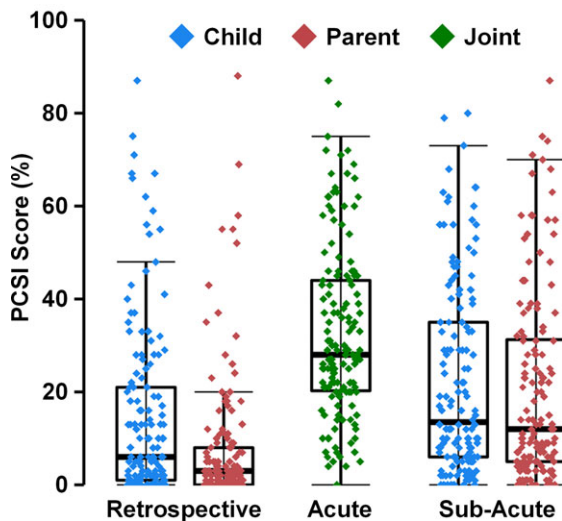 100
Child Parent Joint
80
60
40
20
0
PCSI Score (%)
Retrospective Acute Sub-Acute